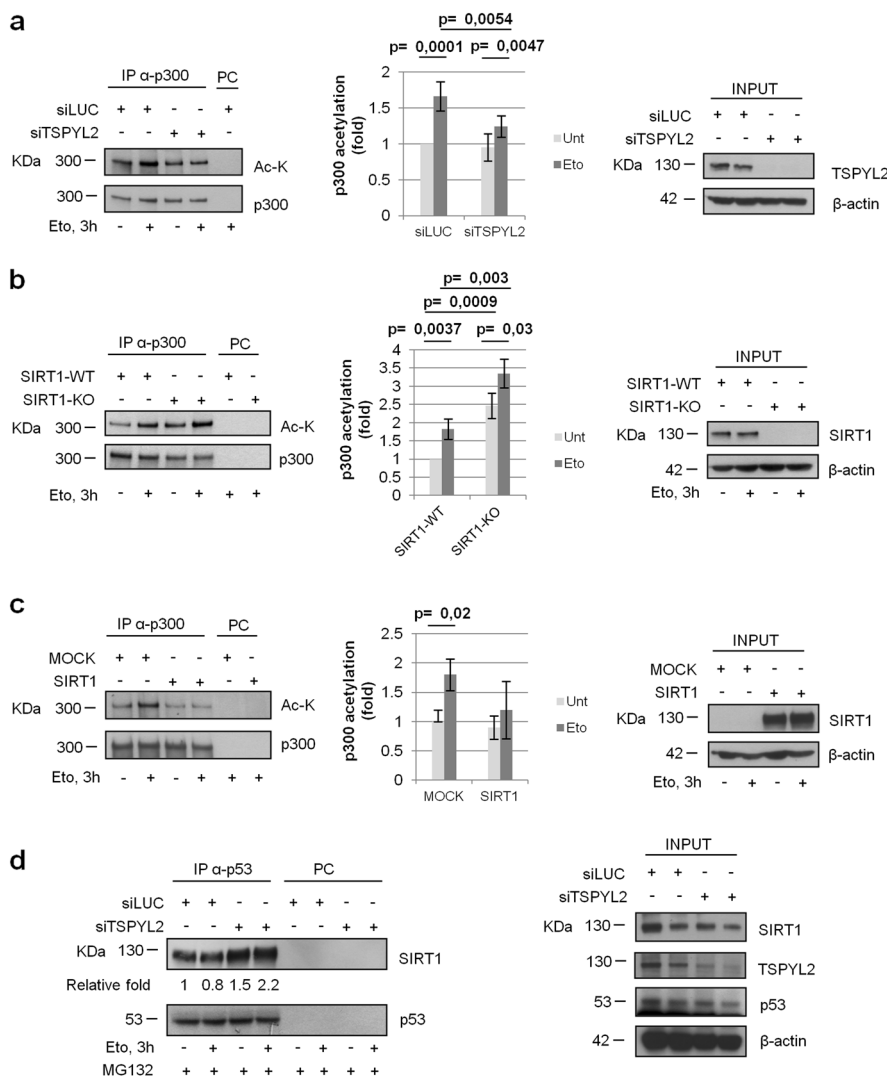 a
IP α-p300 PC
siLUC + + - - +
siTSPYL2 - - + + -
KDa 300 Ac-K
300 p300
Eto, 3h - + - + +
p= 0,0054
p= 0,0001 p= 0,0047
p300 acetylation
(fold)
2
1.5
1
0.5
0
siLUC siTSPYL2
Unt
Eto
INPUT
siLUC + + - -
siTSPYL2 - - + +
KDa 130 TSPYL2
42 β-actin
b
IP α-p300 PC
SIRT1-WT + + - - + -
SIRT1-KO - - + + - +
KDa 300 Ac-K
300 p300
Eto, 3h - + - + + +
p= 0,003
p= 0,0009
p= 0,0037 p= 0,03
p300 acetylation
(fold)
4
3.5
3
2.5
2
1.5
1
0.5
0
SIRT1-WT SIRT1-KO
Unt
Eto
INPUT
SIRT1-WT + + - -
SIRT1-KO - - + +
KDa 130 SIRT1
42 β-actin
Eto, 3h - + - +
c
IP α-p300 PC
MOCK + + - - + -
SIRT1 - - + + - +
KDa 300 Ac-K
300 p300
Eto, 3h - + - + + +
p= 0,02
p300 acetylation
(fold)
2.5
2
1.5
1
0.5
0
MOCK SIRT1
Unt
Eto
INPUT
MOCK + + - -
SIRT1 - - + +
KDa 130 SIRT1
42 β-actin
Eto, 3h - + - +
d
IP α-p53 PC
siLUC + + - - + + - -
siTSPYL2 - - + + - - + +
KDa 130 SIRT1
Relative fold 1 0.8 1.5 2.2
53 p53
Eto, 3h - + - + - + - +
MG132 + + + + + + + +
INPUT
siLUC + + - -
siTSPYL2 - - + +
KDa 130 SIRT1
130 TSPYL2
53 p53
42 β-actin